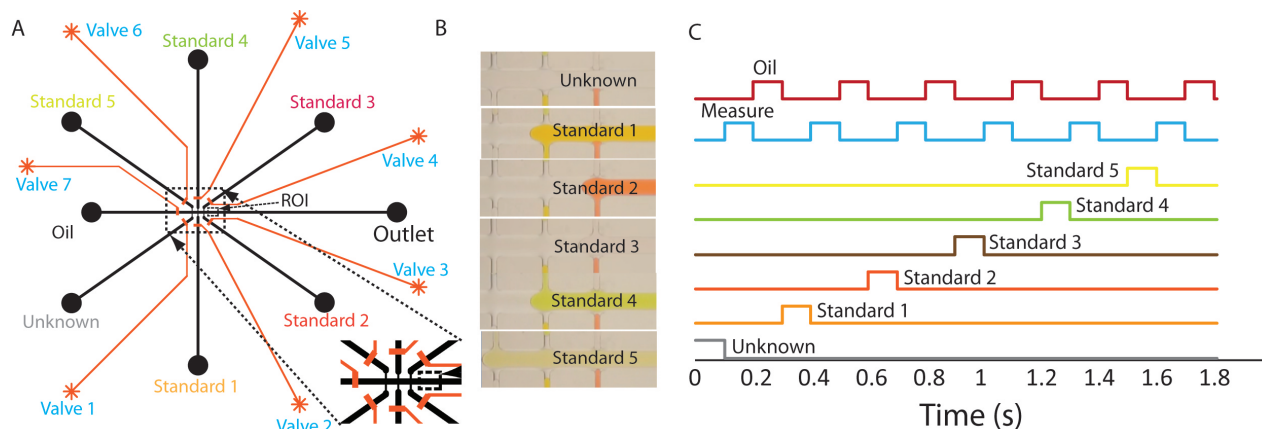 A
Valve 6
Standard 4
Valve 5
Standard 5
Standard 3
Valve 4
Valve 7
ROI
Oil
Outlet
Valve 3
Unknown
Standard 2
Standard 1
Valve 1
Valve 2
B
Unknown
Standard 1
Standard 2
Standard 3
Standard 4
Standard 5
C
Oil
Measure
Standard 5
Standard 4
Standard 3
Standard 2
Standard 1
Unknown
0 0.2 0.4 0.6 0.8 1 1.2 1.4 1.6 1.8
Time (s)